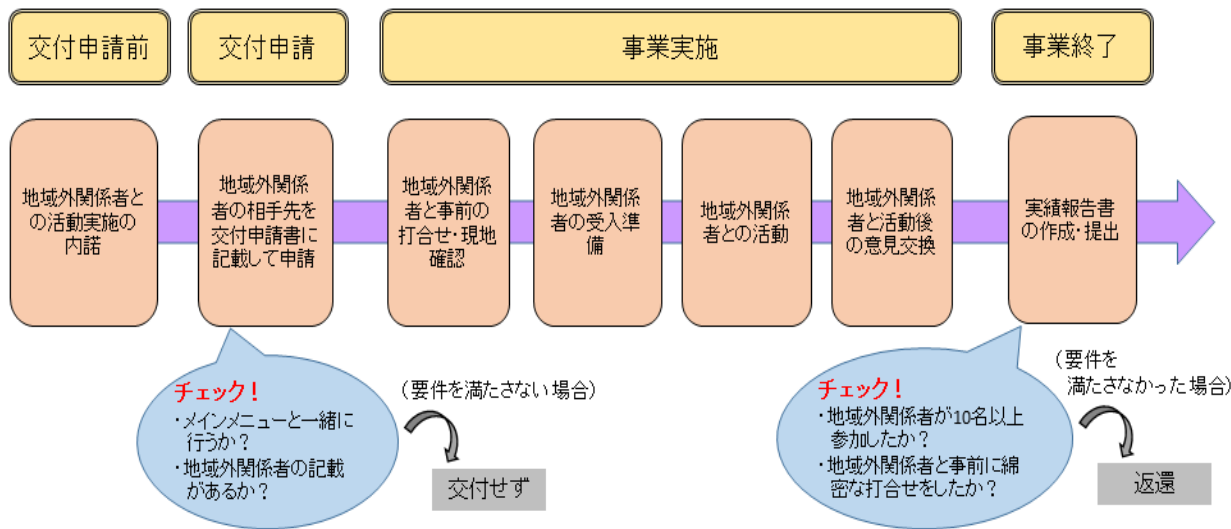 交付申請前
交付申請
事業実施
事業終了
地域外関係者と
の活動実施の
内諾
地域外関係
者の相手先を
交付申請書に
記載して申請
地域外関係
者と事前の
打合せ・現地
確認
地域外関係
者の受入準
備
地域外関係
者との活動
地域外関係
者と活動後
の意見交換
実績報告書
の作成・提出
チェック！
・メインメニューと一緒に
行うか？
・地域外関係者の記載
があるか？
（要件を満たさない場合）
交付せず
チェック！
・地域外関係者が10名以上
参加したか？
・地域外関係者と事前に綿
密な打合せをしたか？
（要件を
満たさなかった場合）
返還